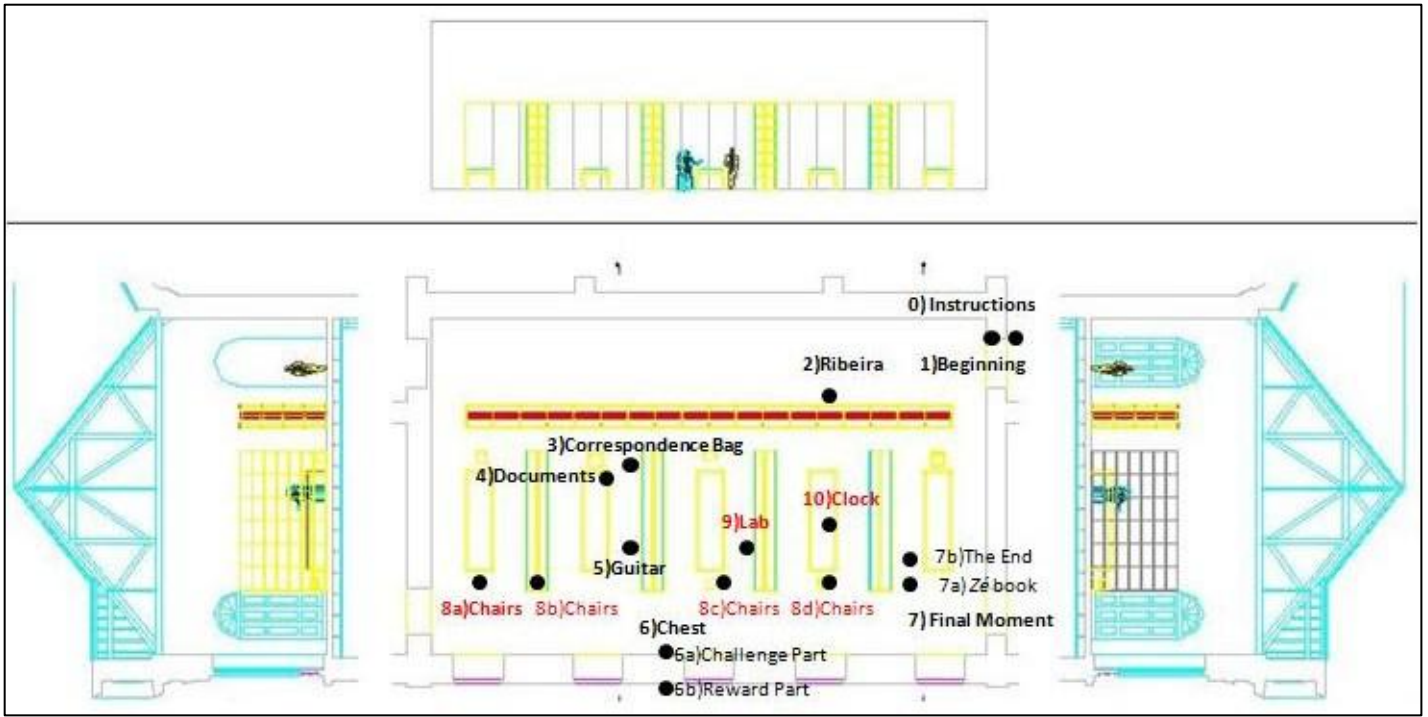 0) Instructions
2)Ribeira
1)Beginning
3)Correspondence Bag
4)Documents
10)Clock
9)Lab
7b)The End
5)Guitar
7a) Zé book
8a)Chairs
8b)Chairs
8c)Chairs
8d)Chairs
7) Final Moment
6)Chest
6a)Challenge Part
6b)Reward Part